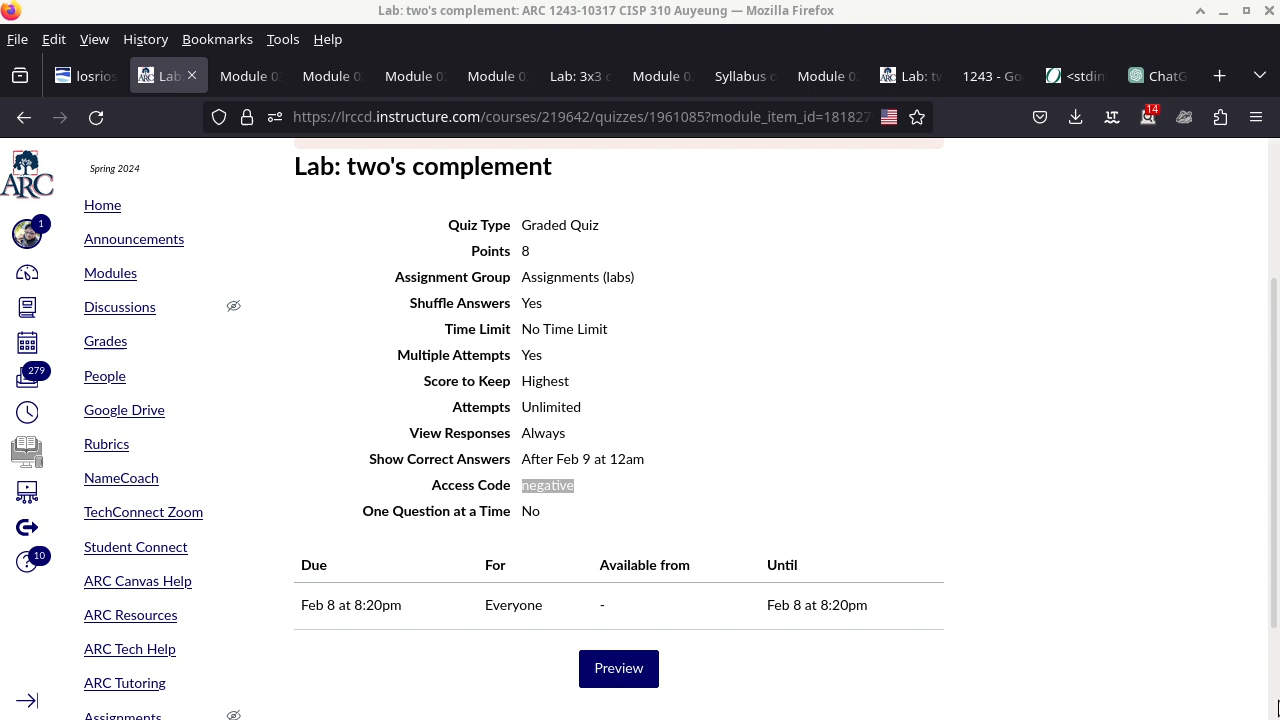 Lab: two's complement: ARC 1243-10317 CISP 310 Auyeung — Mozilla Firefox
File Edit View History Bookmarks Tools Help
losrios Lab Module 0 Module 0 Module 0 Module 0 Lab: 3x3 Module 0 Syllabus Module 0 Lab: tw 1243 - Go <stdin ChatG
https://lrccd.instructure.com/courses/219642/quizzes/1961085?module_item_id=181827
14
ARC
Spring 2024
Lab: two's complement
Home
1
Announcements
Modules
Discussions
Grades
People
279
Google Drive
Rubrics
NameCoach
TechConnect Zoom
Student Connect
10
ARC Canvas Help
ARC Resources
ARC Tech Help
ARC Tutoring
Assignments
Quiz Type Graded Quiz
Points 8
Assignment Group Assignments (labs)
Shuffle Answers Yes
Time Limit No Time Limit
Multiple Attempts Yes
Score to Keep Highest
Attempts Unlimited
View Responses Always
Show Correct Answers After Feb 9 at 12am
Access Code negative
One Question at a Time No
Due For Available from Until
Feb 8 at 8:20pm Everyone - Feb 8 at 8:20pm
Preview